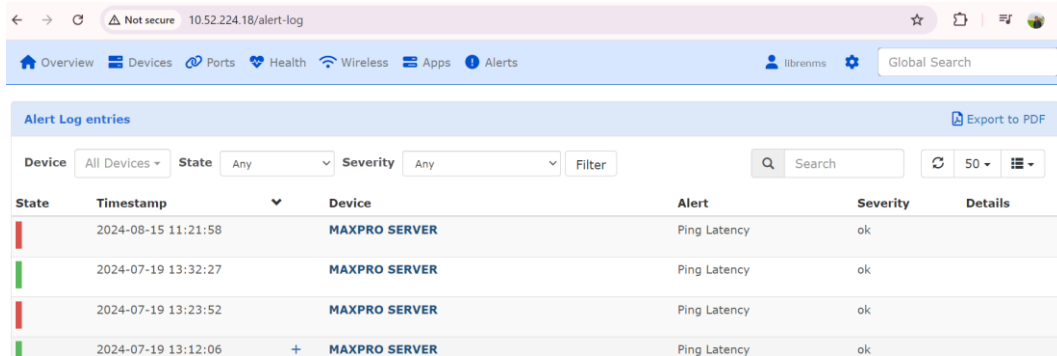 Not secure 10.52.224.18/alert-log
Overview Devices Ports Health Wireless Apps Alerts librenms Global Search
Alert Log entries Export to PDF
Device All Devices State Any Severity Any Filter Search 50
State Timestamp Device Alert Severity Details
2024-08-15 11:21:58 MAXPRO SERVER Ping Latency ok
2024-07-19 13:32:27 MAXPRO SERVER Ping Latency ok
2024-07-19 13:23:52 MAXPRO SERVER Ping Latency ok
2024-07-19 13:12:06 + MAXPRO SERVER Ping Latency ok